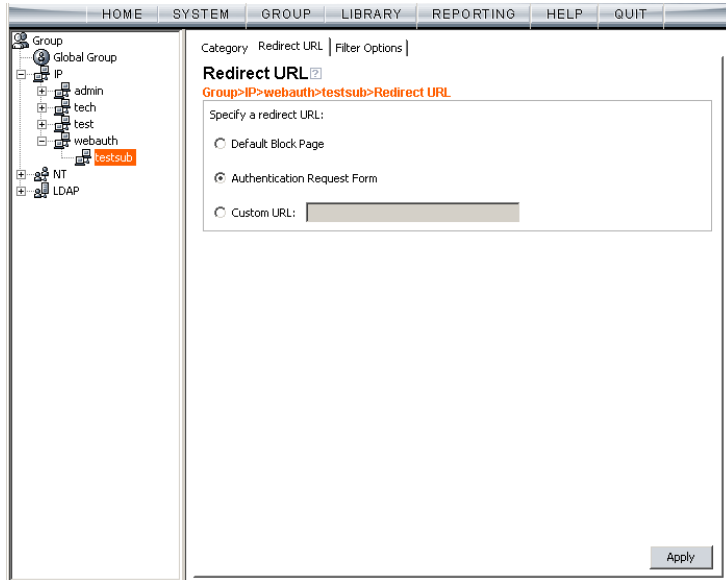 HOME SYSTEM GROUP LIBRARY REPORTING HELP QUIT
Group
Global Group
IP
admin
tech
test
webauth
testsub
NT
LDAP
Category Redirect URL Filter Options
Redirect URL ?
Group>IP>webauth>testsub>Redirect URL
Specify a redirect URL:
Default Block Page
Authentication Request Form
Custom URL:
Apply